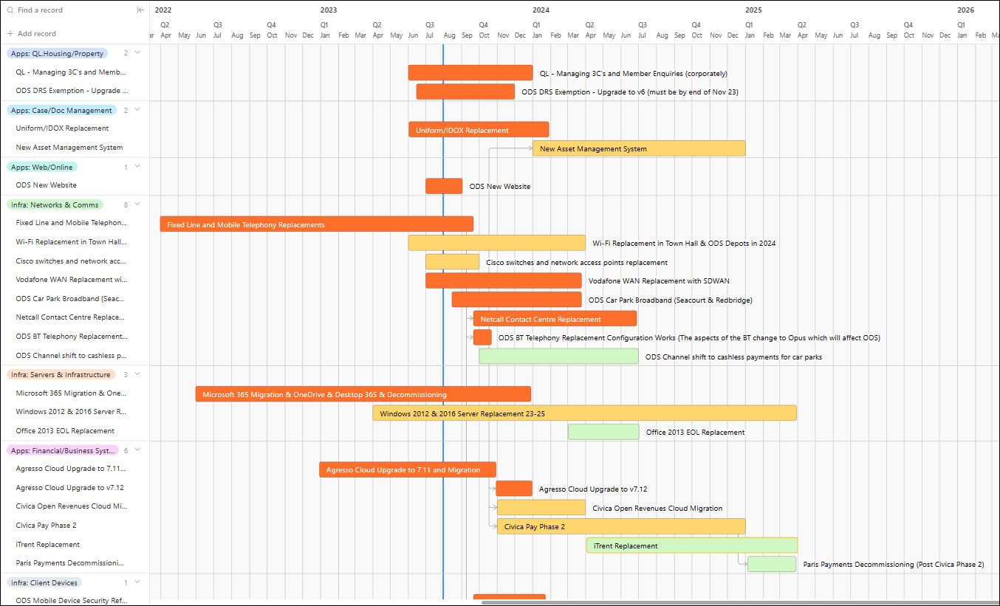 Find a record
Add record
2022 2023 2024 2025 2026
Q2 Q3 Q4 Q1 Q2 Q3 Q4 Q1 Q2 Q3 Q4 Q1 Q2 Q3 Q4 Q1
ar Apr May Jun Jul Aug Sep Oct Nov Dec Jan Feb Mar Apr May Jun Jul Aug Sep Oct Nov Dec Jan Feb Mar Apr May Jun Jul Aug Sep Oct Nov Dec Jan Feb Mar Apr May Jun Jul Aug Sep Oct Nov Dec Jan Feb Ma
Apps: QL.Housing/Property 2
QL - Managing 3C's and Memb... QL - Managing 3C's and Member Enquiries (corporately)
ODS DRS Exemption - Upgrade ... ODS DRS Exemption - Upgrade to v6 (must be by end of Nov 23)
Apps: Case/Doc Management 2
Uniform/IDOX Replacement Uniform/IDOX Replacement
New Asset Management System New Asset Management System
Apps: Web/Online 1
ODS New Website ODS New Website
Infra: Networks & Comms 8
Fixed Line and Mobile Telephon... Fixed Line and Mobile Telephony Replacements
Wi-Fi Replacement in Town Hall... Wi-Fi Replacement in Town Hall & ODS Depots in 2024
Cisco switches and network acc... Cisco switches and network access points replacement
Vodafone WAN Replacement wi... Vodafone WAN Replacement with SDWAN
ODS Car Park Broadband (Seac... ODS Car Park Broadband (Seacourt & Redbridge)
Netcall Contact Centre Replace... Netcall Contact Centre Replacement
ODS BT Telephony Replacement... ODS BT Telephony Replacement Configuration Works (The aspects of the BT change to Opus which will affect ODS)
ODS Channel shift to cashless p... ODS Channel shift to cashless payments for car parks
Infra: Servers & Infrastructure 3
Microsoft 365 Migration & One... Microsoft 365 Migration & OneDrive & Desktop 365 & Decommissioning
Windows 2012 & 2016 Server R... Windows 2012 & 2016 Server Replacement 23-25
Office 2013 EOL Replacement Office 2013 EOL Replacement
Apps: Financial/Business Syst... 6
Agresso Cloud Upgrade to 7.11... Agresso Cloud Upgrade to 7.11 and Migration
Agresso Cloud Upgrade to v7.12 Agresso Cloud Upgrade to v7.12
Civica Open Revenues Cloud Mi... Civica Open Revenues Cloud Migration
Civica Pay Phase 2 Civica Pay Phase 2
iTrent Replacement iTrent Replacement
Paris Payments Decommissioni... Paris Payments Decommissioning (Post Civica Phase 2)
Infra: Client Devices 1
ODS Mobile Device Security Ref...